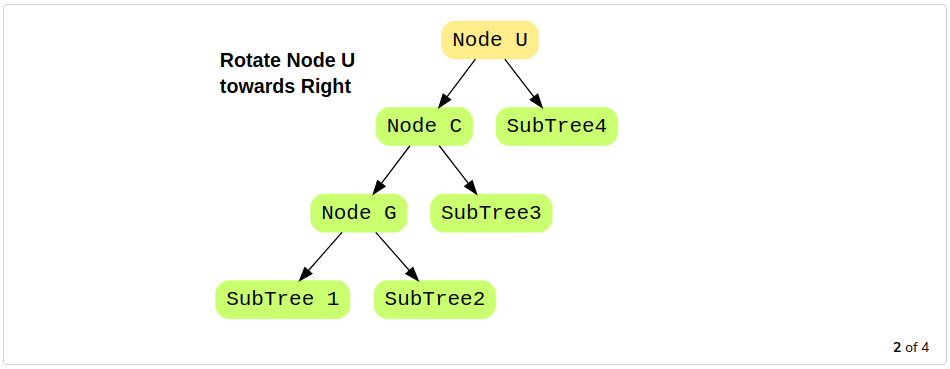 Node U
Rotate Node U
towards Right
Node C
SubTree4
Node G
SubTree3
SubTree 1
SubTree2
2 of 4